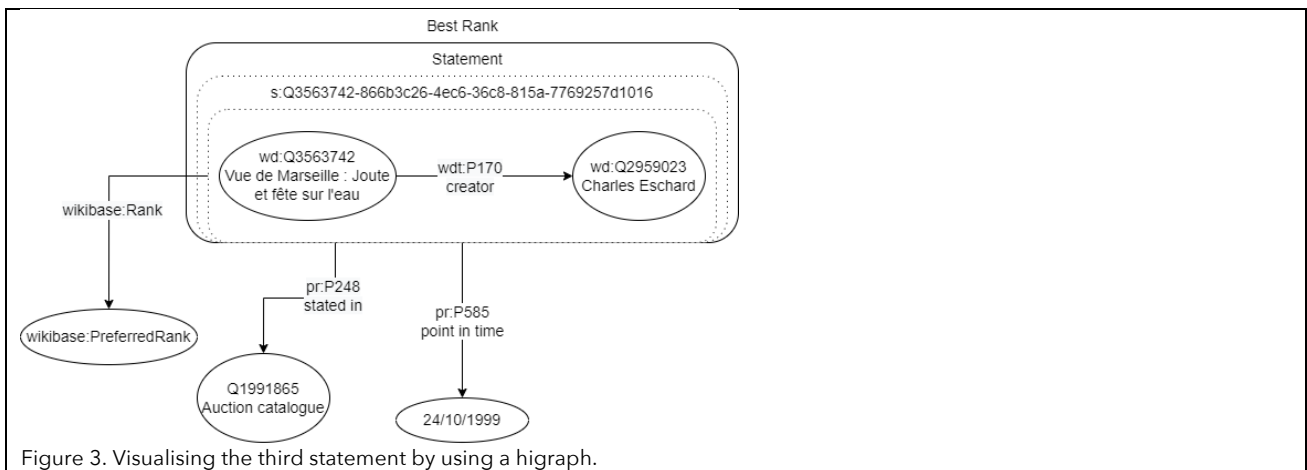 Best Rank
Statement
s:Q3563742-866b3c26-4ec6-36c8-815a-7769257d1016
wd:Q3563742
Vue de Marseille : Joute
et fête sur l'eau
wdt:P170
creator
wd:Q2959023
Charles Eschard
wikibase:Rank
pr:P248
stated in
pr:P585
point in time
wikibase:PreferredRank
Q1991865
Auction catalogue
24/10/1999
Figure 3. Visualising the third statement by using a higraph.